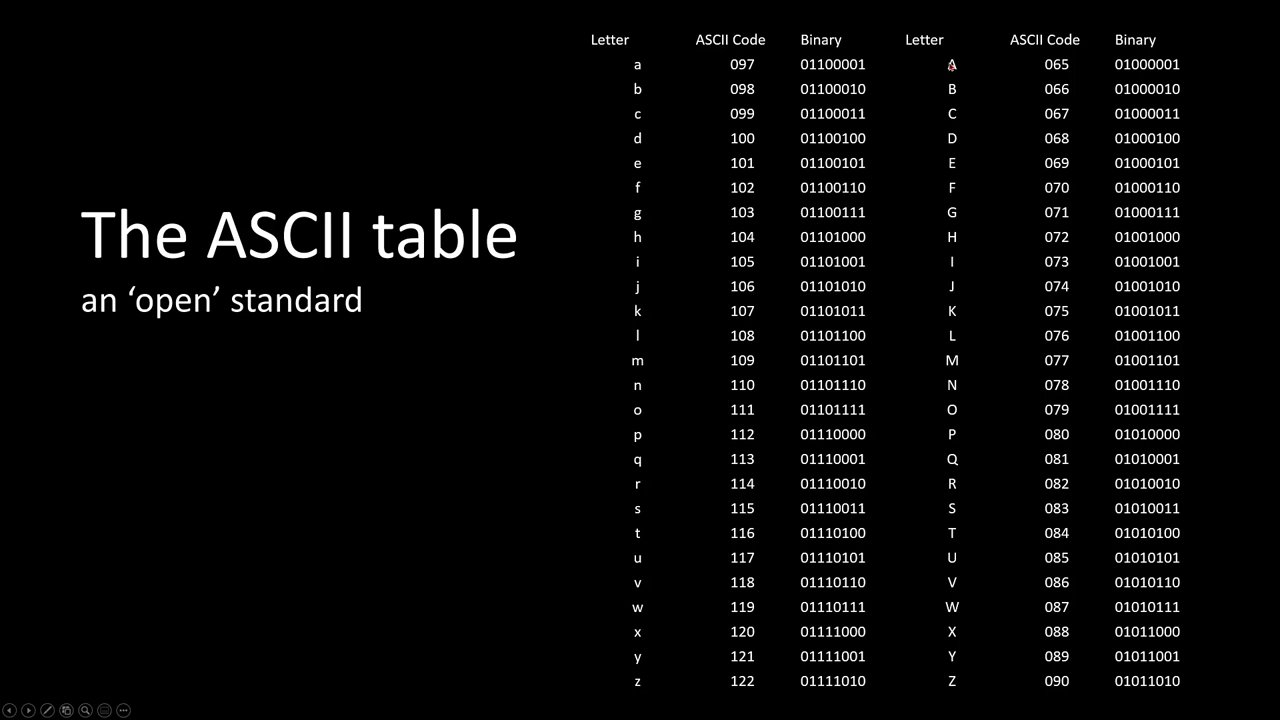 The ASCII table
an ‘open’ standard
Letter ASCII Code Binary Letter ASCII Code Binary
a 097 01100001 A 065 01000001
b 098 01100010 B 066 01000010
c 099 01100011 C 067 01000011
d 100 01100100 D 068 01000100
e 101 01100101 E 069 01000101
f 102 01100110 F 070 01000110
g 103 01100111 G 071 01000111
h 104 01101000 H 072 01001000
i 105 01101001 I 073 01001001
j 106 01101010 J 074 01001010
k 107 01101011 K 075 01001011
l 108 01101100 L 076 01001100
m 109 01101101 M 077 01001101
n 110 01101110 N 078 01001110
o 111 01101111 O 079 01001111
p 112 01110000 P 080 01010000
q 113 01110001 Q 081 01010001
r 114 01110010 R 082 01010010
s 115 01110011 S 083 01010011
t 116 01110100 T 084 01010100
u 117 01110101 U 085 01010101
v 118 01110110 V 086 01010110
w 119 01110111 W 087 01010111
x 120 01111000 X 088 01011000
y 121 01111001 Y 089 01011001
z 122 01111010 Z 090 01011010